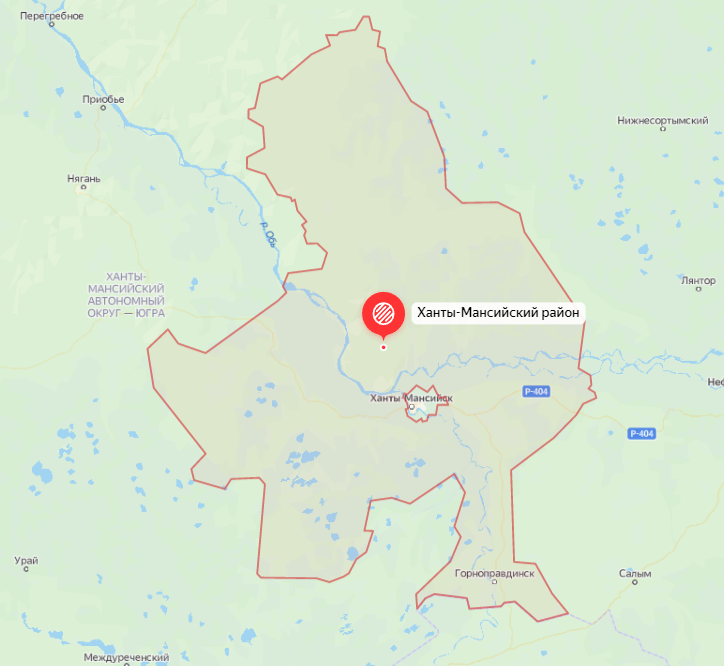 Перегребное
Приобье
Нижнесортымский
Нягань
р. Обь
ХАНТЫ-
МАНСИЙСКИЙ
АВТОНОМНЫЙ
ОКРУГ — ЮГРА
Лянтор
Ханты-Мансийский район
Неф
Р-404
Ханты Мансийск
Р-404
Урай
Горноправдинск
Салым
Междуреченский